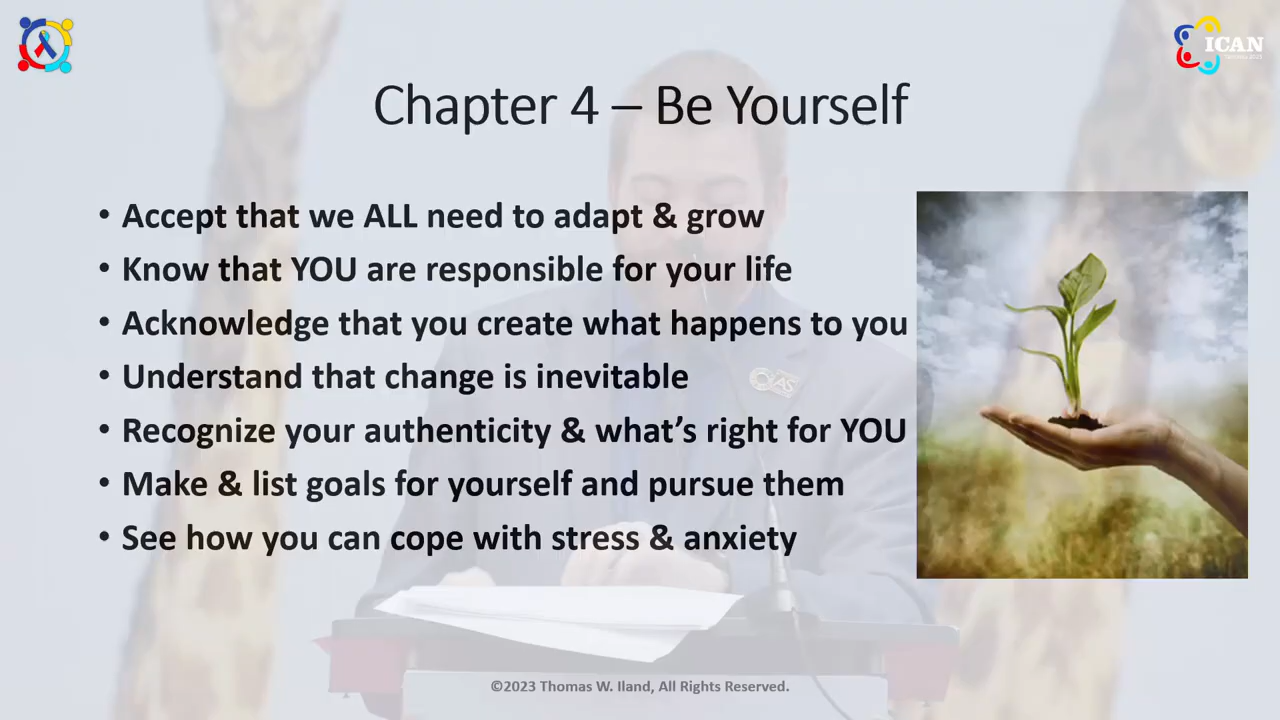 ICAN
Chapter 4 – Be Yourself
• Accept that we ALL need to adapt & grow
• Know that YOU are responsible for your life
• Acknowledge that you create what happens to you
• Understand that change is inevitable
• Recognize your authenticity & what’s right for YOU
• Make & list goals for yourself and pursue them
• See how you can cope with stress & anxiety
©2023 Thomas W. Iland, All Rights Reserved.